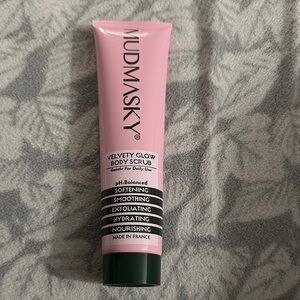 MUDMASKY®
VELVETY GLOW
BODY SCRUB
Gentle For Daily Use
pH-Balanced
SOFTENING
SMOOTHING
EXFOLIATING
HYDRATING
NOURISHING
MADE IN FRANCE